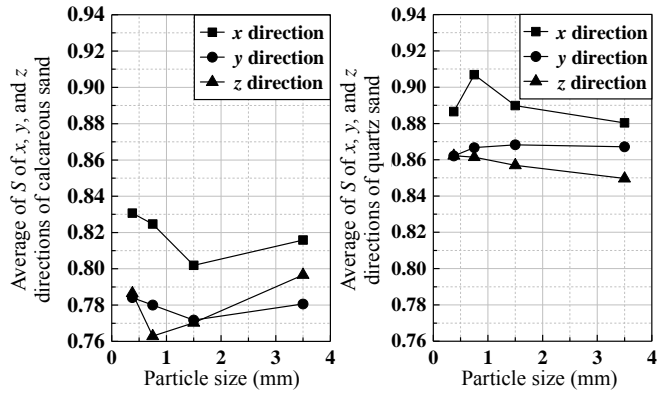 Average of S of x, y, and z
directions of calcareous sand
0.94
0.92
0.90
0.88
0.86
0.84
0.82
0.80
0.78
0.76
x direction
y direction
z direction
0 1 2 3 4
Particle size (mm)
Average of S of x, y, and z
directions of quartz sand
0.94
0.92
0.90
0.88
0.86
0.84
0.82
0.80
0.78
0.76
x direction
y direction
z direction
0 1 2 3 4
Particle size (mm)